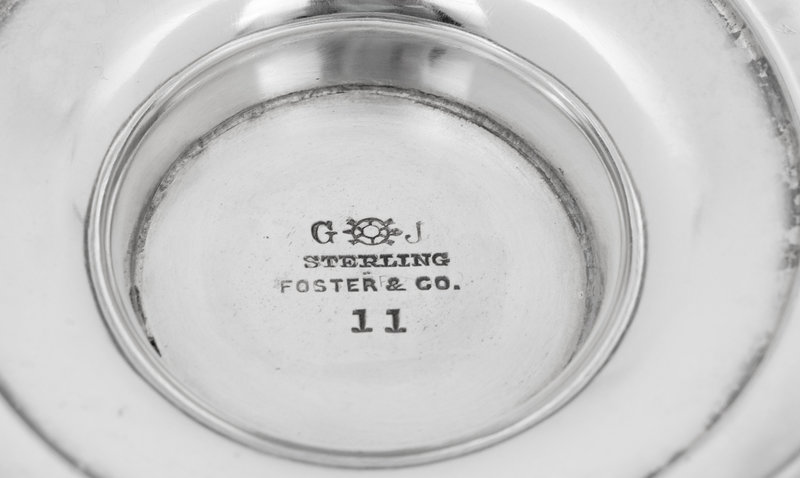 G J
STERLING
FOSTER & CO.
11